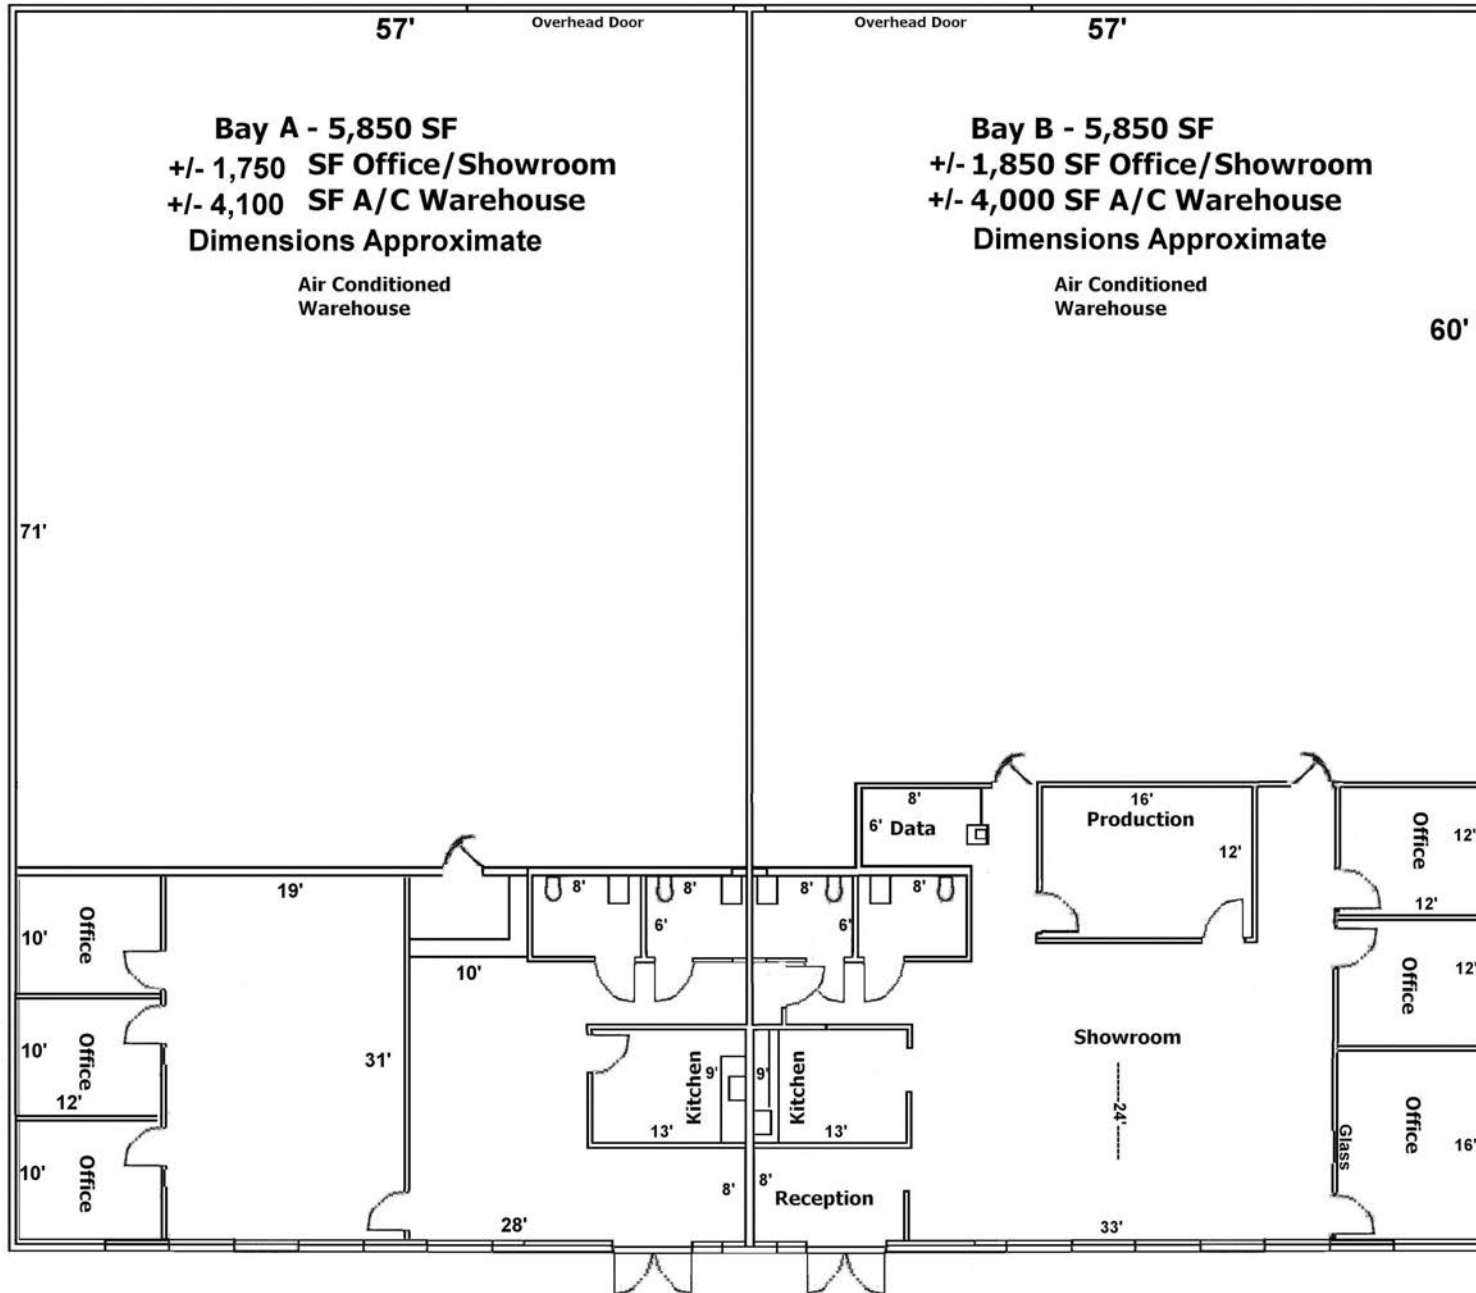 57'
Overhead Door
Overhead Door
57'
Bay A - 5,850 SF
+/- 1,750 SF Office/Showroom
+/- 4,100 SF A/C Warehouse
Dimensions Approximate
Air Conditioned
Warehouse
Bay B - 5,850 SF
+/- 1,850 SF Office/Showroom
+/- 4,000 SF A/C Warehouse
Dimensions Approximate
Air Conditioned
Warehouse
60'
71'
8'
6' Data
16'
Production
12'
Office
12'
12'
19'
8'
8'
6'
8'
6'
8'
Office
10'
10'
Office
12'
Showroom
10'
Office
12'
31'
Kitchen
9'
13'
9'
Kitchen
13'
24'
Office
16'
Glass
10'
Office
8'
8'
Reception
28'
33'